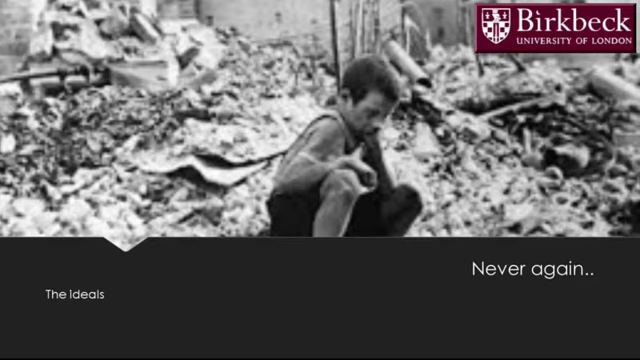 Birkbeck
UNIVERSITY OF LONDON
Never again..
The ideals